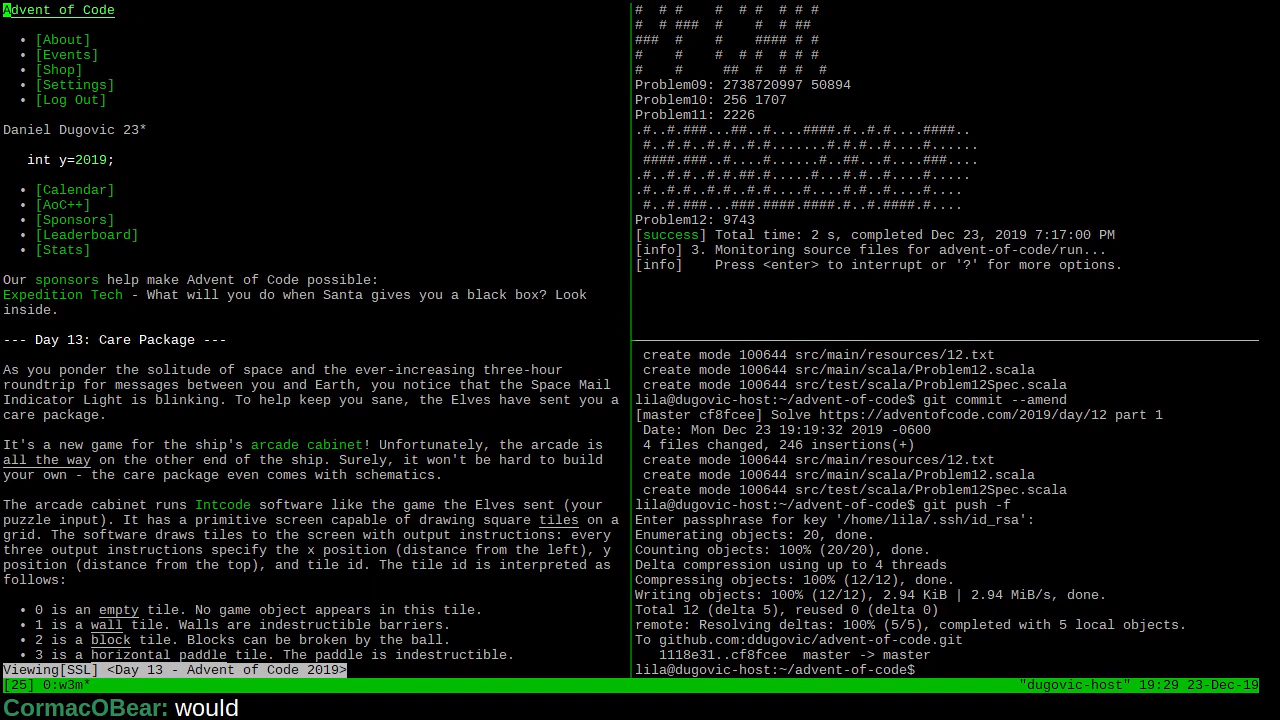 Advent of Code
• [About]
• [Events]
• [Shop]
• [Settings]
• [Log Out]
Daniel Dugovic 23*
int y=2019;
• [Calendar]
• [AoC++]
• [Sponsors]
• [Leaderboard]
• [Stats]
Our sponsors help make Advent of Code possible:
Expedition Tech - What will you do when Santa gives you a black box? Look
inside.
--- Day 13: Care Package ---
As you ponder the solitude of space and the ever-increasing three-hour
roundtrip for messages between you and Earth, you notice that the Space Mail
Indicator Light is blinking. To help keep you sane, the Elves have sent you a
care package.
It's a new game for the ship's arcade cabinet! Unfortunately, the arcade is
all the way on the other end of the ship. Surely, it won't be hard to build
your own - the care package even comes with schematics.
The arcade cabinet runs Intcode software like the game the Elves sent (your
puzzle input). It has a primitive screen capable of drawing square tiles on a
grid. The software draws tiles to the screen with output instructions: every
three output instructions specify the x position (distance from the left), y
position (distance from the top), and tile id. The tile id is interpreted as
follows:
• 0 is an empty tile. No game object appears in this tile.
• 1 is a wall tile. Walls are indestructible barriers.
• 2 is a block tile. Blocks can be broken by the ball.
• 3 is a horizontal paddle tile. The paddle is indestructible.
Viewing[SSL] <Day 13 - Advent of Code 2019>
#  # #    #  # #  # # #
#  # ###  #    #  # ##
###  #    #    #### # #
#    #    #  # #  # # #
#    #     ##  #  # #  #
Problem09: 2738720997 50894
Problem10: 256 1707
Problem11: 2226
.#..#.###...##..#....####.#..#.#....####..
 #..#.#..#.#..#.#.......#.#.#..#....#......
 ####.###..#....#......#..##...#....###....
.#..#.#..#.#.##.#.....#...#.#..#....#.....
.#..#.#..#.#..#.#....#....#.#..#....#....
 #..#.###...###.####.####.#..#.####.#....
Problem12: 9743
[success] Total time: 2 s, completed Dec 23, 2019 7:17:00 PM
[info] 3. Monitoring source files for advent-of-code/run...
[info]    Press <enter> to interrupt or '?' for more options.
create mode 100644 src/main/resources/12.txt
create mode 100644 src/main/scala/Problem12.scala
create mode 100644 src/test/scala/Problem12Spec.scala
lila@dugovic-host:~/advent-of-code$ git commit --amend
[master cf8fcee] Solve https://adventofcode.com/2019/day/12 part 1
Date: Mon Dec 23 19:19:32 2019 -0600
4 files changed, 246 insertions(+)
create mode 100644 src/main/resources/12.txt
create mode 100644 src/main/scala/Problem12.scala
create mode 100644 src/test/scala/Problem12Spec.scala
lila@dugovic-host:~/advent-of-code$ git push -f
Enter passphrase for key '/home/lila/.ssh/id_rsa':
Enumerating objects: 20, done.
Counting objects: 100% (20/20), done.
Delta compression using up to 4 threads
Compressing objects: 100% (12/12), done.
Writing objects: 100% (12/12), 2.94 KiB | 2.94 MiB/s, done.
Total 12 (delta 5), reused 0 (delta 0)
remote: Resolving deltas: 100% (5/5), completed with 5 local objects.
To github.com:ddugovic/advent-of-code.git
1118e31..cf8fcee  master -> master
lila@dugovic-host:~/advent-of-code$
[25] 0:w3m*
"dugovic-host" 19:29 23-Dec-19
CormacOBear: would